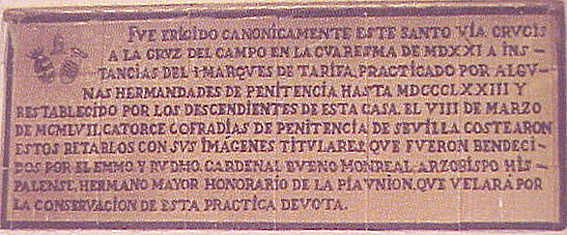 FVE ERIGIDO CANONICAMENTE ESTE SANTO VIA CRUCIS
A LA CRVZ DEL CAMPO EN LA CVARESMA DE MDXXI A INS-
TANCIAS DEL I MARQVES DE TARIFA, PRACTICADO POR ALGV-
NAS HERMANDADES DE PENITENCIA HASTA MDCCCLXXIII Y
RESTABLECIDO POR LOS DESCENDIENTES DE ESTA CASA. EL VIII DE MARZO
DE MCMLVII, CATORCE COFRADIAS DE PENITENCIA DE SEVILLA COSTEARON
ESTOS RETABLOS CON SVS IMÁGENES TITVLARES, QVE FVERON BENDECI-
DOS POR EL EMMO. Y RVDMO. CARDENAL BVENO MONREAL, ARZOBISPO HIS-
PALENSE, HERMANO MAYOR HONORARIO DE LA PIA VNION, QVE VELARÁ POR
LA CONSERVACION DE ESTA PRACTICA DEVOTA.